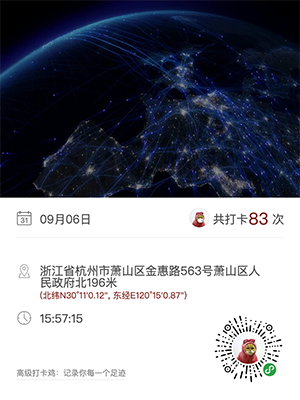 31
09月06日
共打卡83次
浙江省杭州市萧山区金惠路563号萧山区人
民政府北196米
(北纬N30°11'0.12", 东经E120°15'0.87")
15:57:15
高级打卡鸡：记录你每一个足迹